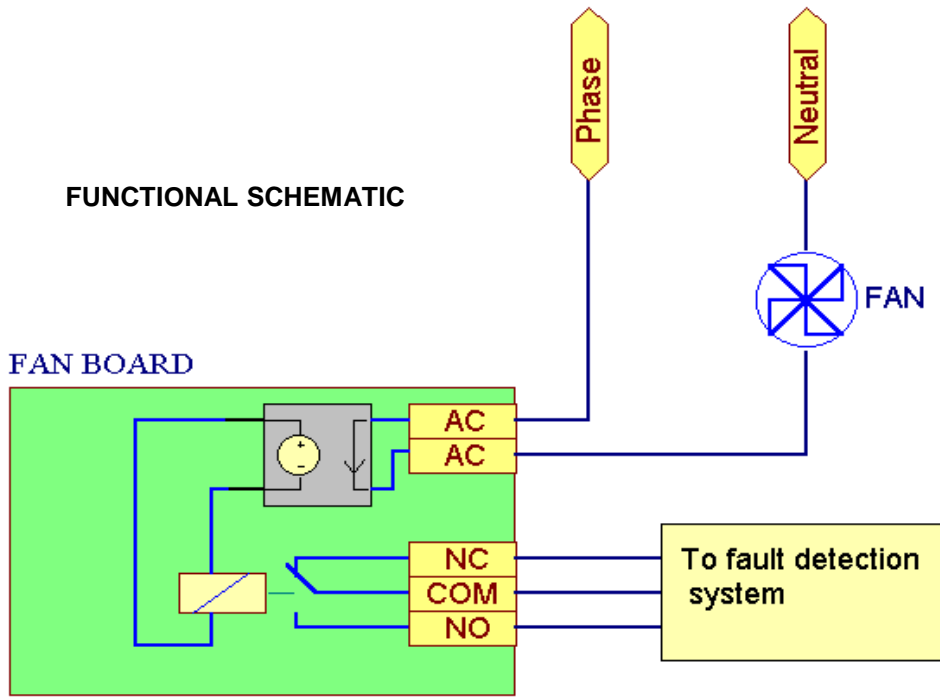 Phase
Neutral
FUNCTIONAL SCHEMATIC
FAN
FAN BOARD
AC
AC
+
-
NC
COM
NO
To fault detection
system